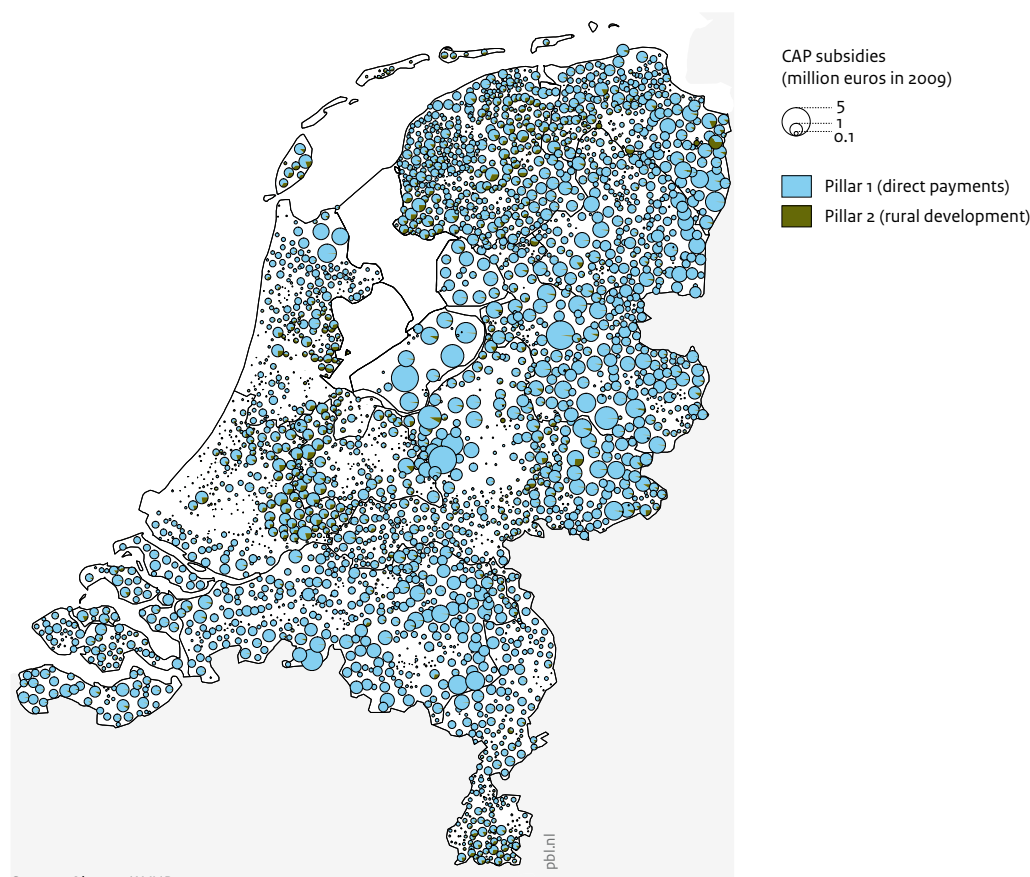 CAP subsidies
(million euros in 2009)
5
1
0.1
Pillar 1 (direct payments)
Pillar 2 (rural development)
pbl.nl